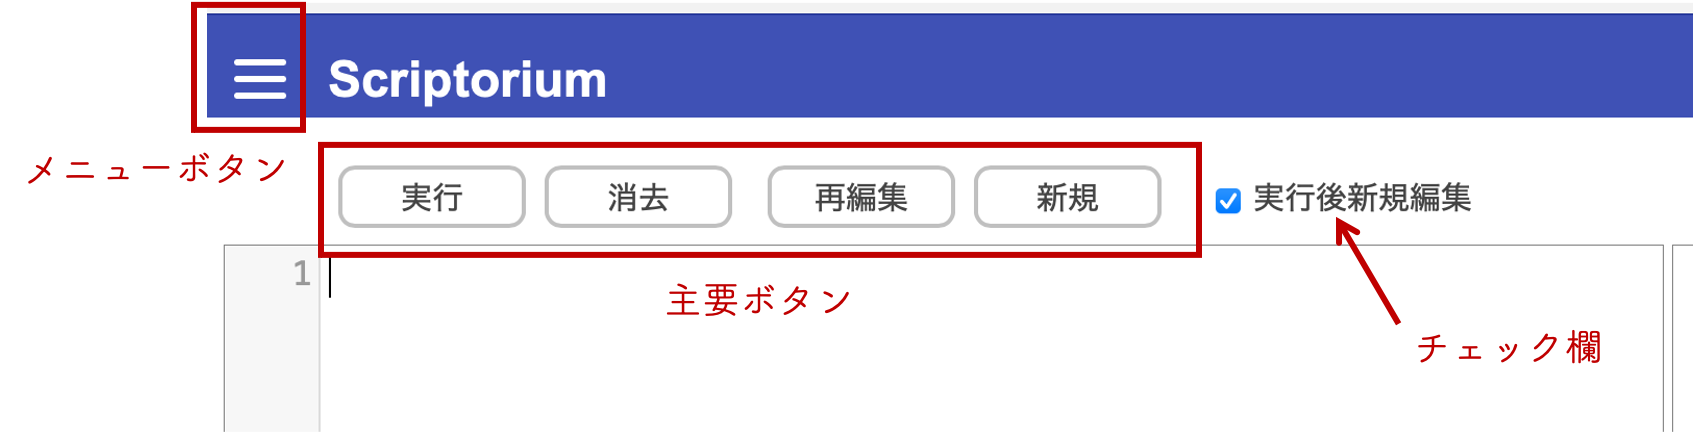 Scriptorium
メニューボタン
実行 消去 再編集 新規 実行後新規編集
1
主要ボタン
チェック欄